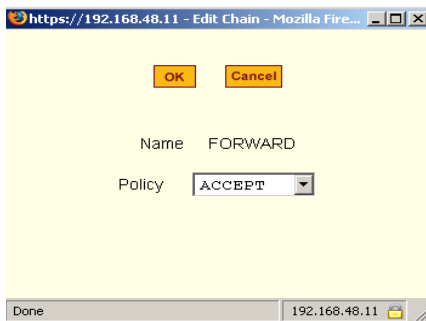 https://192.168.48.11 - Edit Chain - Mozilla Fire...
OK Cancel
Name FORWARD
Policy ACCEPT
Done 192.168.48.11